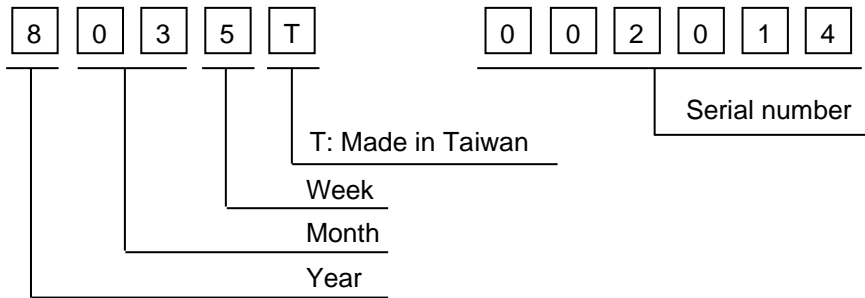 8 0 3 5 T 0 0 2 0 1 4
Serial number
T: Made in Taiwan
Week
Month
Year